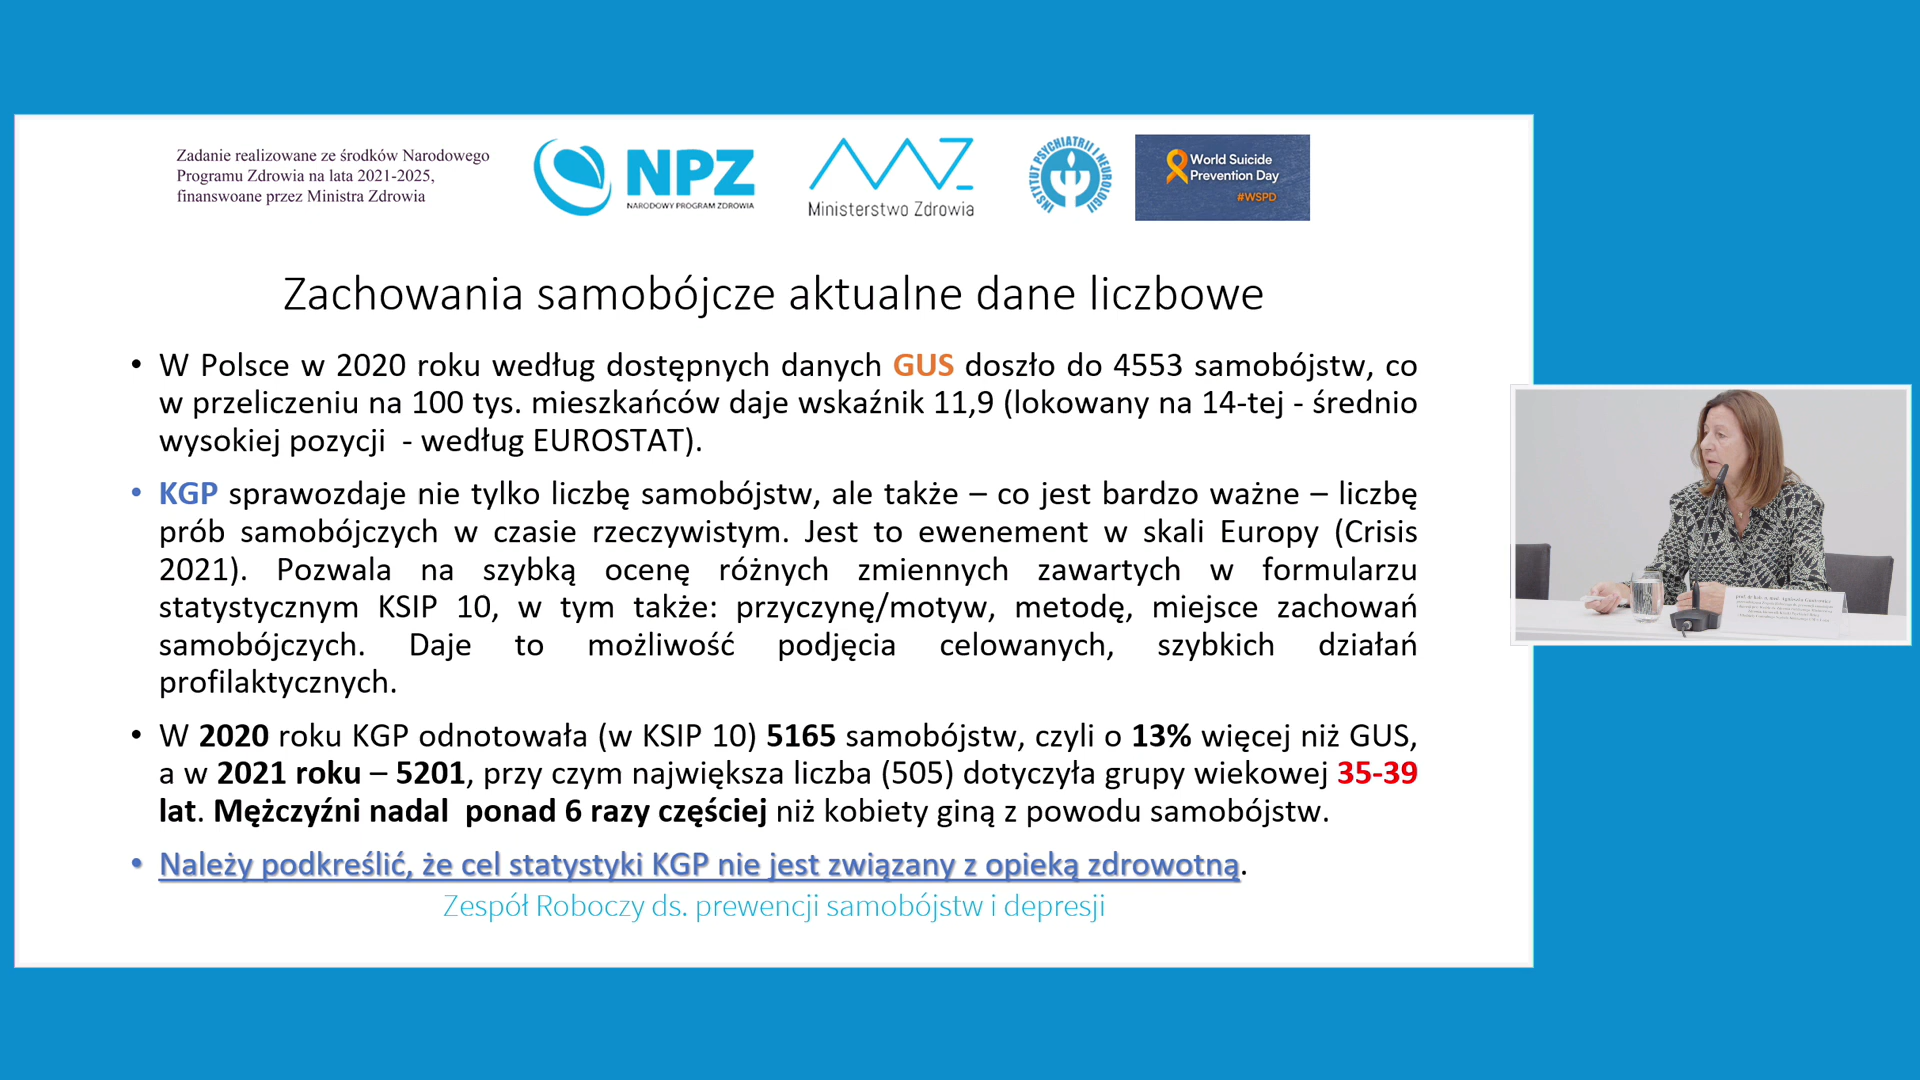 Zadanie realizowane ze środków Narodowego
Programu Zdrowia na lata 2021-2025,
finanswoane przez Ministra Zdrowia
NPZ
NARODOWY PROGRAM ZDROWIA
Ministerstwo Zdrowia
INSTYTUT PSYCHIATRII I NEUROLOGII
World Suicide
Prevention Day
#WSPD
Zachowania samobójcze aktualne dane liczbowe
• W Polsce w 2020 roku według dostępnych danych GUS doszło do 4553 samobójstw, co
w przeliczeniu na 100 tys. mieszkańców daje wskaźnik 11,9 (lokowany na 14-tej - średnio
wysokiej pozycji - według EUROSTAT).
• KGP sprawozdaje nie tylko liczbę samobójstw, ale także – co jest bardzo ważne – liczbę
prób samobójczych w czasie rzeczywistym. Jest to ewenement w skali Europy (Crisis
2021). Pozwala na szybką ocenę różnych zmiennych zawartych w formularzu
statystycznym KSIP 10, w tym także: przyczynę/motyw, metodę, miejsce zachowań
samobójczych. Daje to możliwość podjęcia celowanych, szybkich działań
profilaktycznych.
• W 2020 roku KGP odnotowała (w KSIP 10) 5165 samobójstw, czyli o 13% więcej niż GUS,
a w 2021 roku – 5201, przy czym największa liczba (505) dotyczyła grupy wiekowej 35-39
lat. Mężczyźni nadal ponad 6 razy częściej niż kobiety giną z powodu samobójstw.
• Należy podkreślić, że cel statystyki KGP nie jest związany z opieką zdrowotną.
Zespół Roboczy ds. prewencji samobójstw i depresji